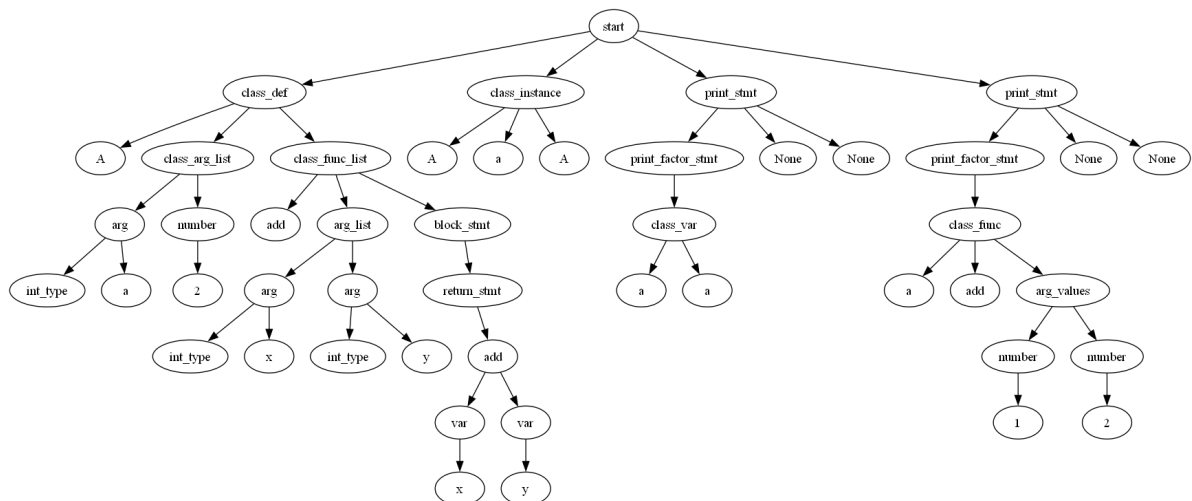 start
class_def class_instance print_stmt print_stmt
A class_arg_list class_func_list A a A print_factor_stmt None None print_factor_stmt None None
arg number add arg_list block_stmt class_var class_func
int_type a 2 arg arg return_stmt a a a add arg_values
int_type x int_type y add number number
var var 1 2
x y